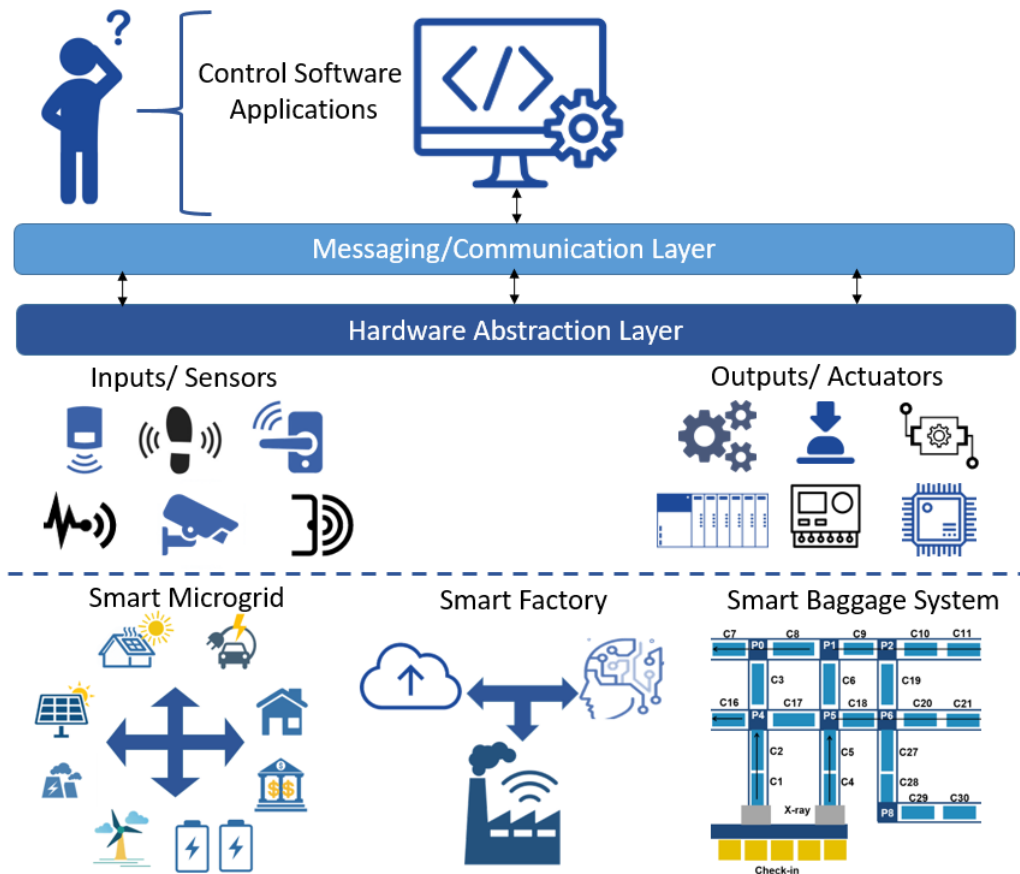 ?
Control Software
Applications
</>
Messaging/Communication Layer
Hardware Abstraction Layer
Inputs/ Sensors
Outputs/ Actuators
Smart Microgrid
Smart Factory
Smart Baggage System
C7
C8
C9
C10
C11
P0
P1
P2
C3
C6
C19
C16
C17
C18
C20
C21
P4
P5
P6
C2
C5
C27
C1
C4
C28
C29
C30
X-ray
P8
Check-in
$
$ $